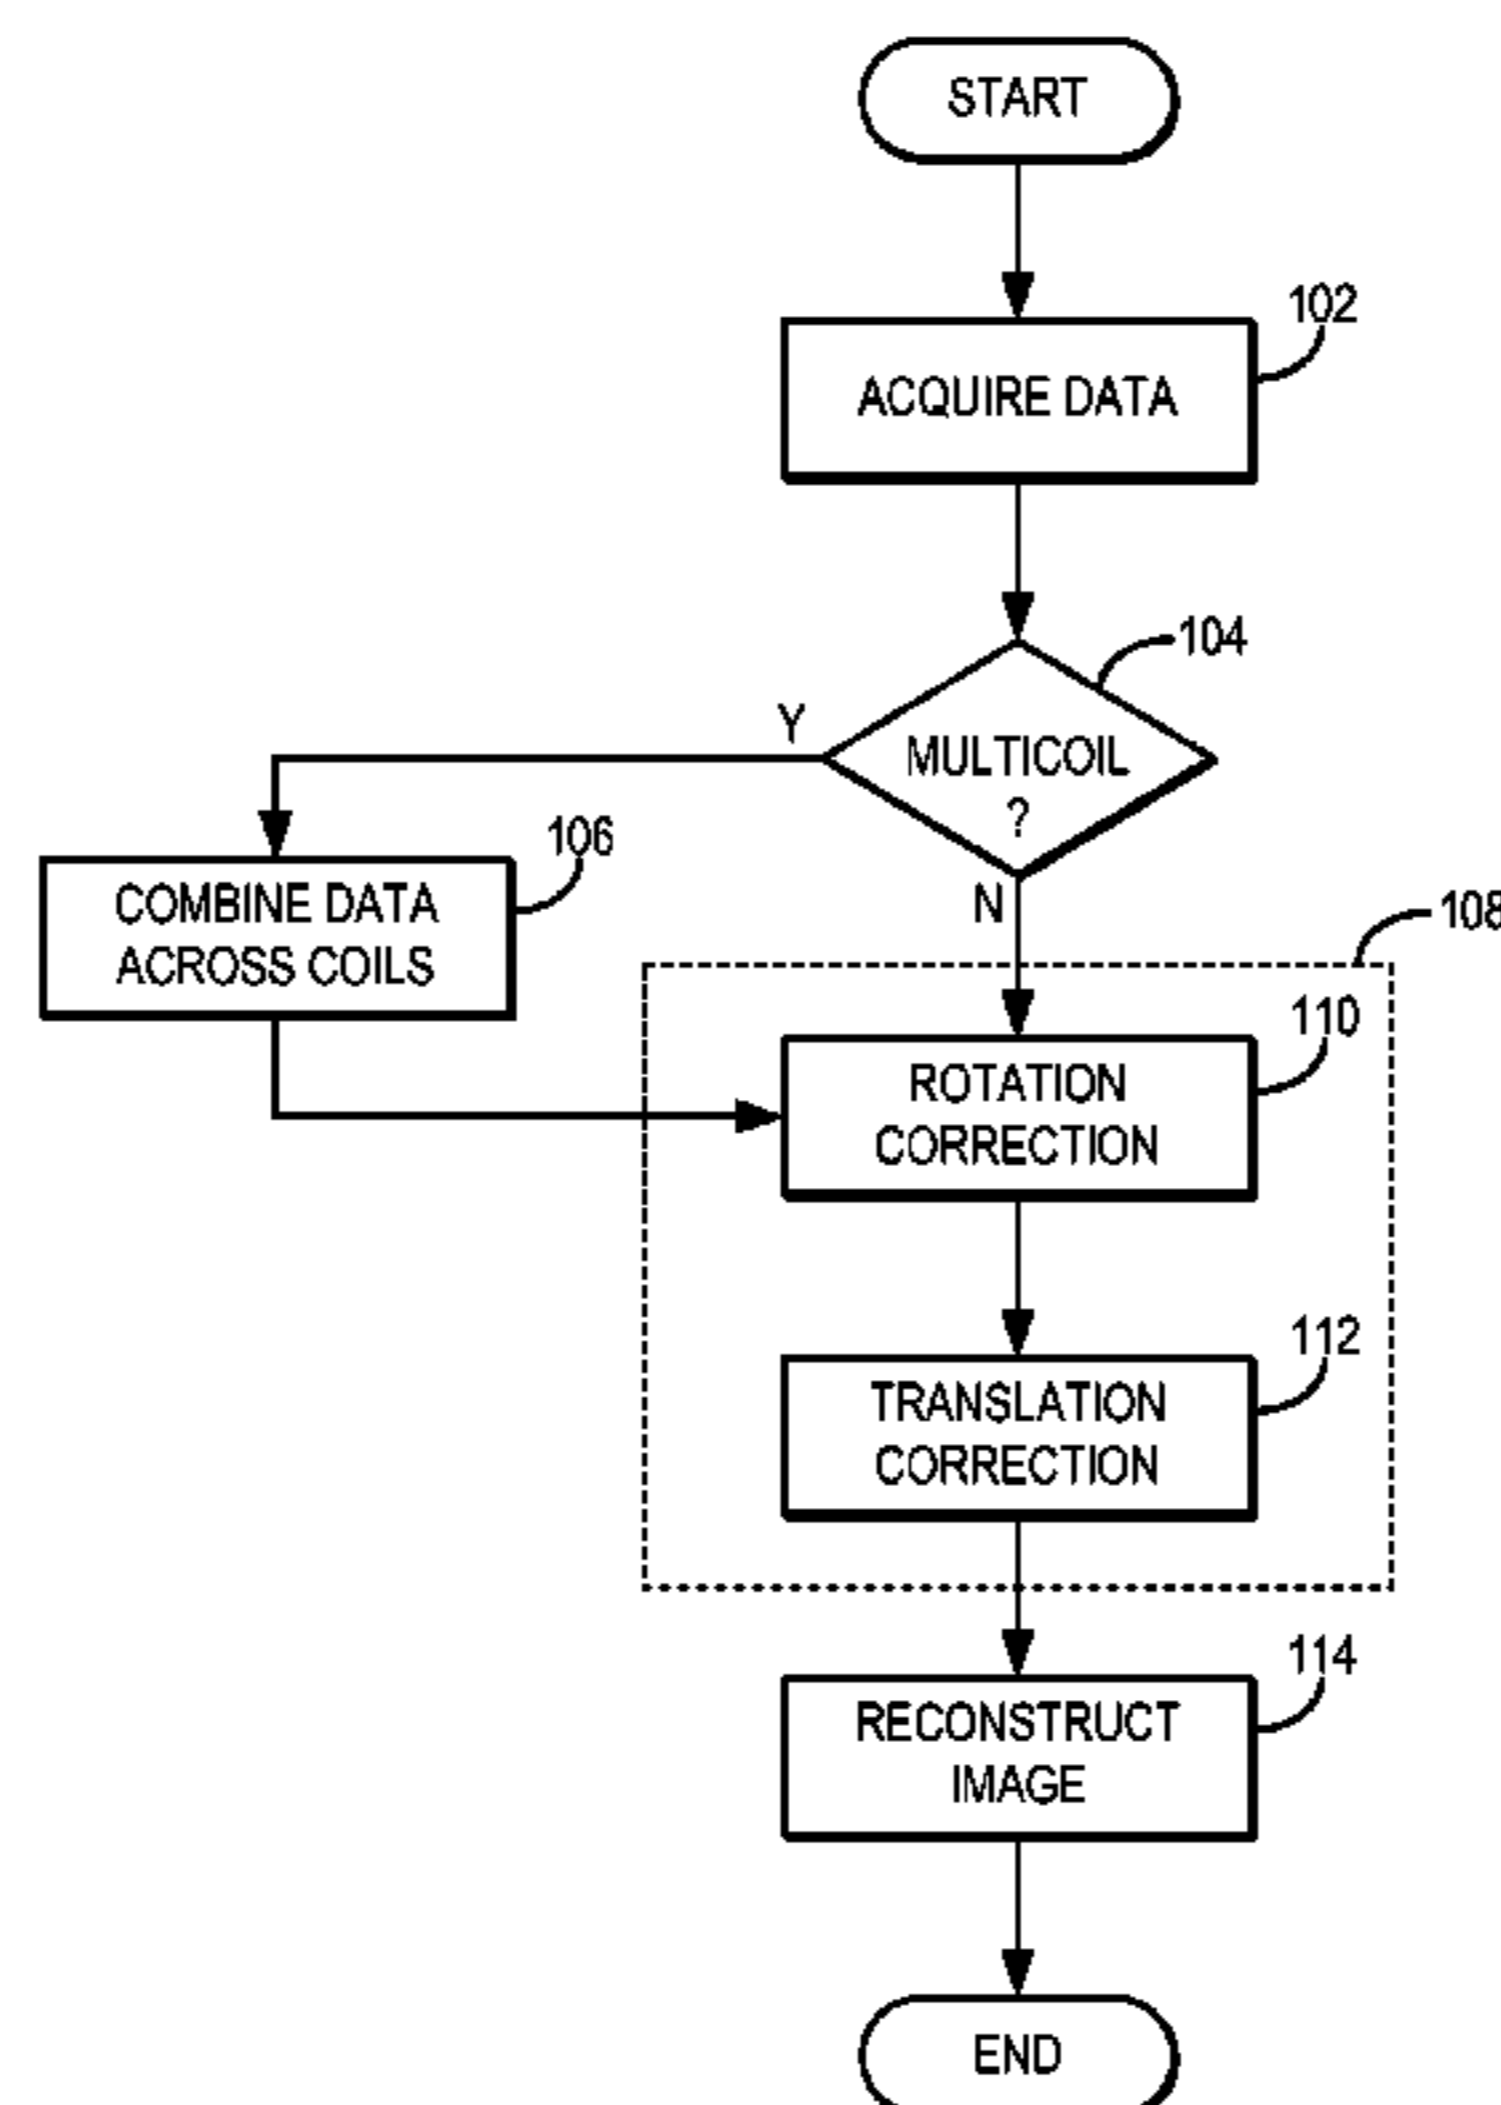 START
102
ACQUIRE DATA
104
Y
MULTICOIL
?
106
COMBINE DATA
ACROSS COILS
N
108
110
ROTATION
CORRECTION
112
TRANSLATION
CORRECTION
114
RECONSTRUCT
IMAGE
END